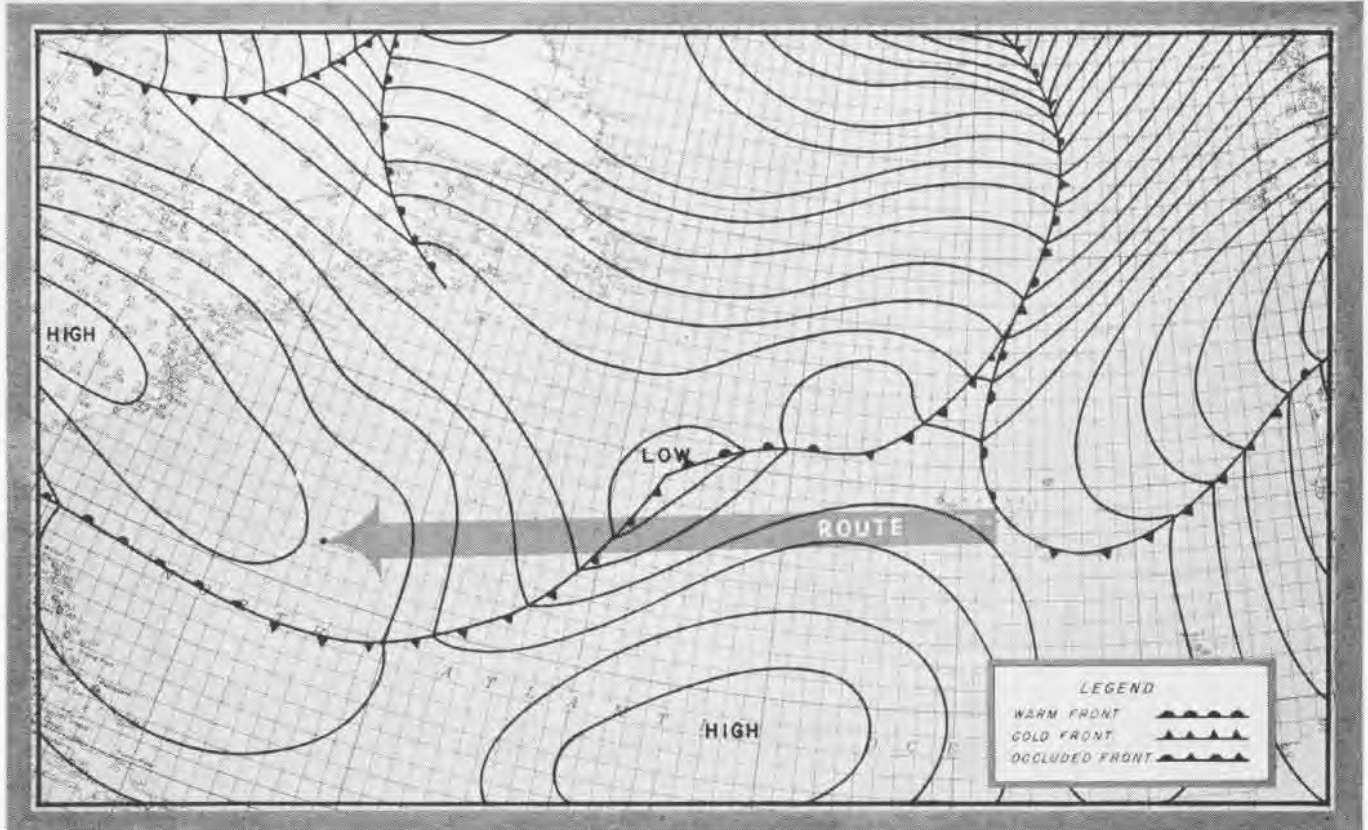 HIGH
LOW
ROUTE
HIGH
LEGEND
WARM FRONT
COLD FRONT
OCCLUDED FRONT